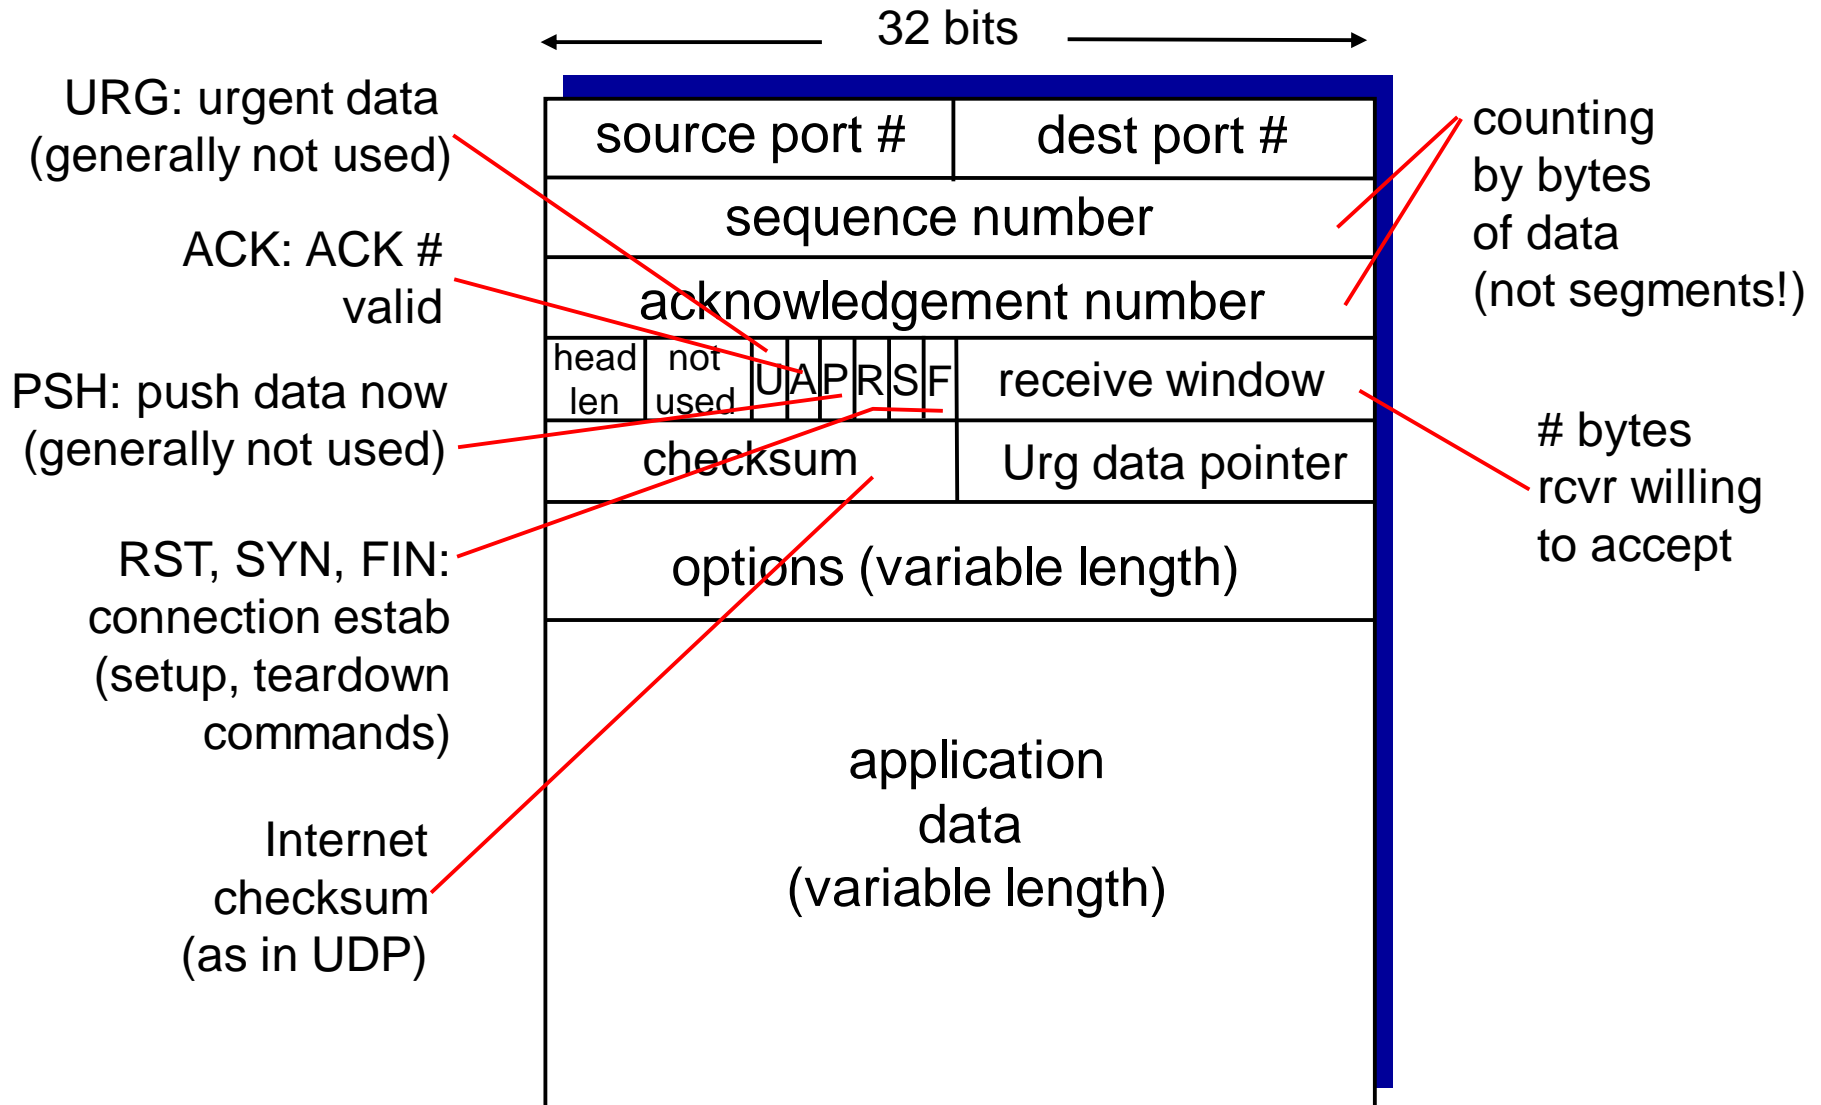 32 bits
URG: urgent data
(generally not used)
ACK: ACK #
valid
PSH: push data now
(generally not used)
RST, SYN, FIN:
connection estab
(setup, teardown
commands)
Internet
checksum
(as in UDP)
source port #
dest port #
sequence number
acknowledgement number
head
len
not
used
U
A
P
R
S
F
receive window
checksum
Urg data pointer
options (variable length)
application
data
(variable length)
counting
by bytes
of data
(not segments!)
# bytes
rcvr willing
to accept